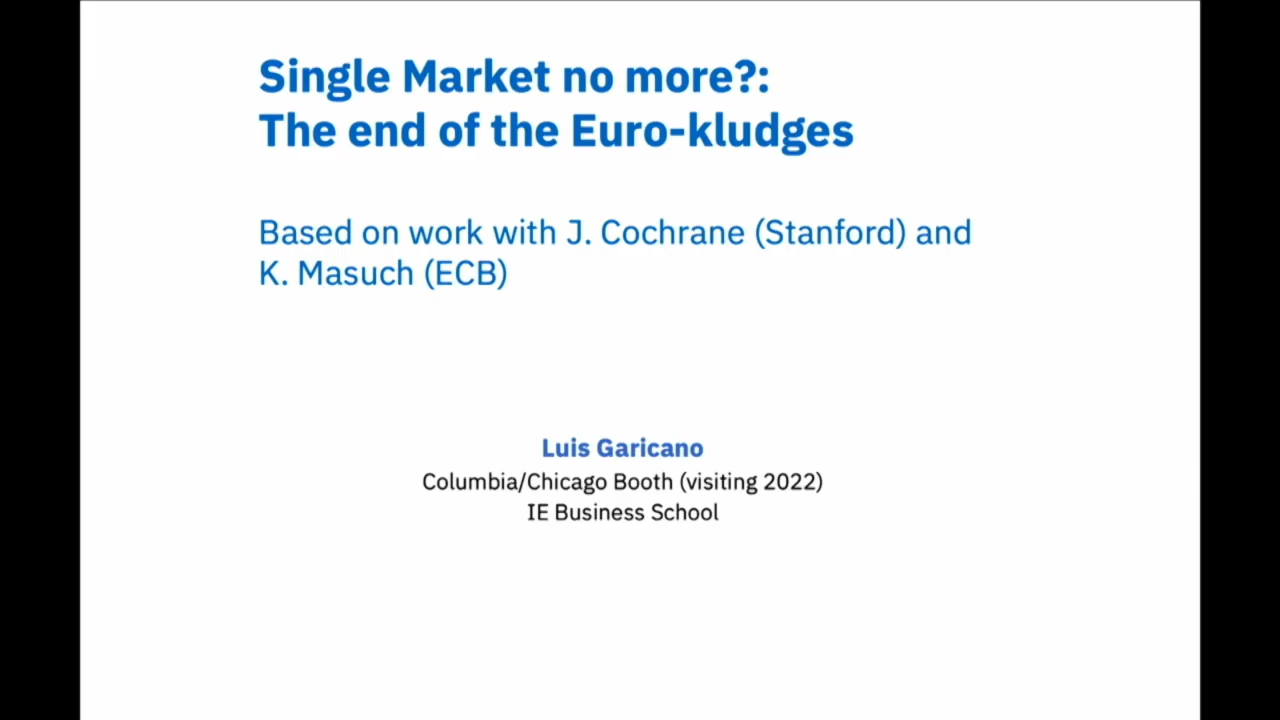 Single Market no more?:
The end of the Euro-kludges
Based on work with J. Cochrane (Stanford) and
K. Masuch (ECB)
Luis Garicano
Columbia/Chicago Booth (visiting 2022)
IE Business School